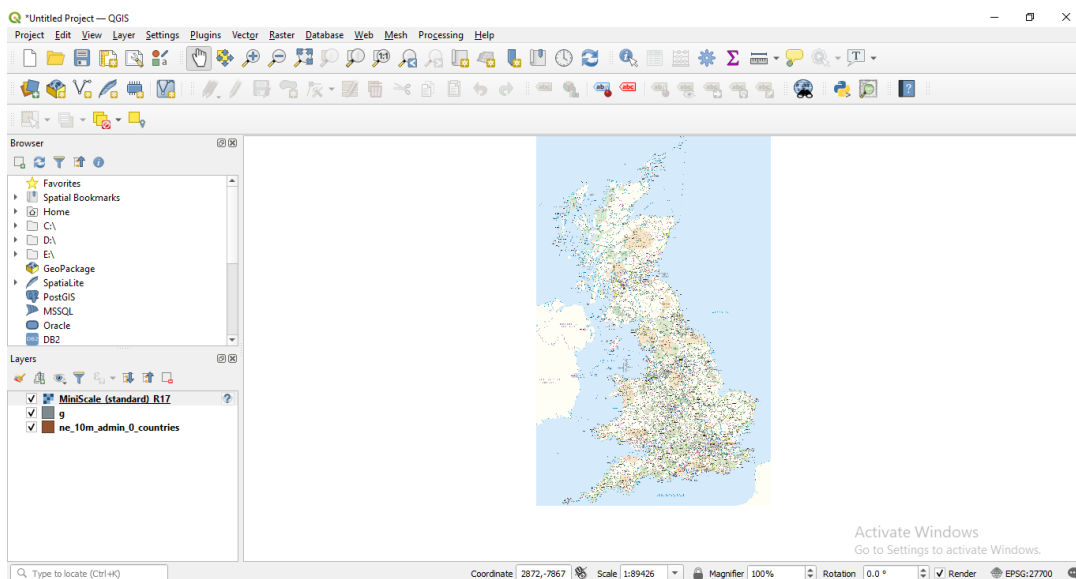 *Untitled Project — QGIS
Project Edit View Layer Settings Plugins Vector Raster Database Web Mesh Processing Help
Browser
Favorites
Spatial Bookmarks
Home
C:\
D:\
E:\
GeoPackage
SpatiaLite
PostGIS
MSSQL
Oracle
DB2
Layers
MiniScale (standard) R17
g
ne_10m_admin_0_countries
Activate Windows
Go to Settings to activate Windows.
Type to locate (Ctrl+K)
Coordinate 2872,-7867 Scale 1:89426 Magnifier 100% Rotation 0.0 ° Render EPSG:27700